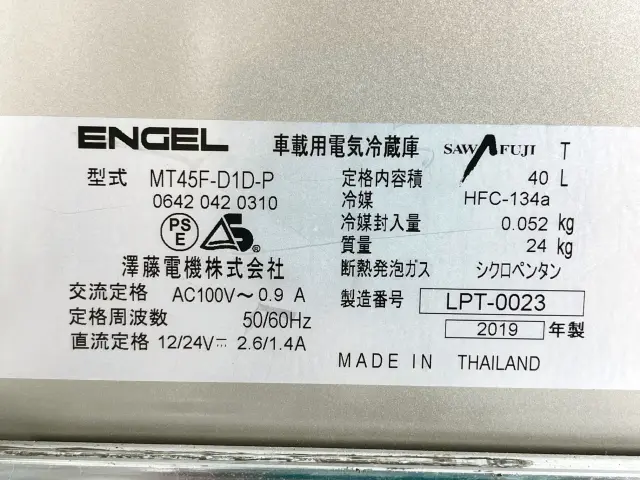 ENGEL 車載用電気冷蔵庫 SAWAFUJI T
型式 MT45F-D1D-P
0642 042 0310
PS
E
AS
®
澤藤電機株式会社
交流定格 AC100V～0.9 A
定格周波数 50/60Hz
直流定格 12/24V⎓ 2.6/1.4A
定格内容積 40 L
冷媒 HFC-134a
冷媒封入量 0.052 kg
質量 24 kg
断熱発泡ガス シクロペンタン
製造番号 LPT-0023
2019 年製
MADE IN THAILAND